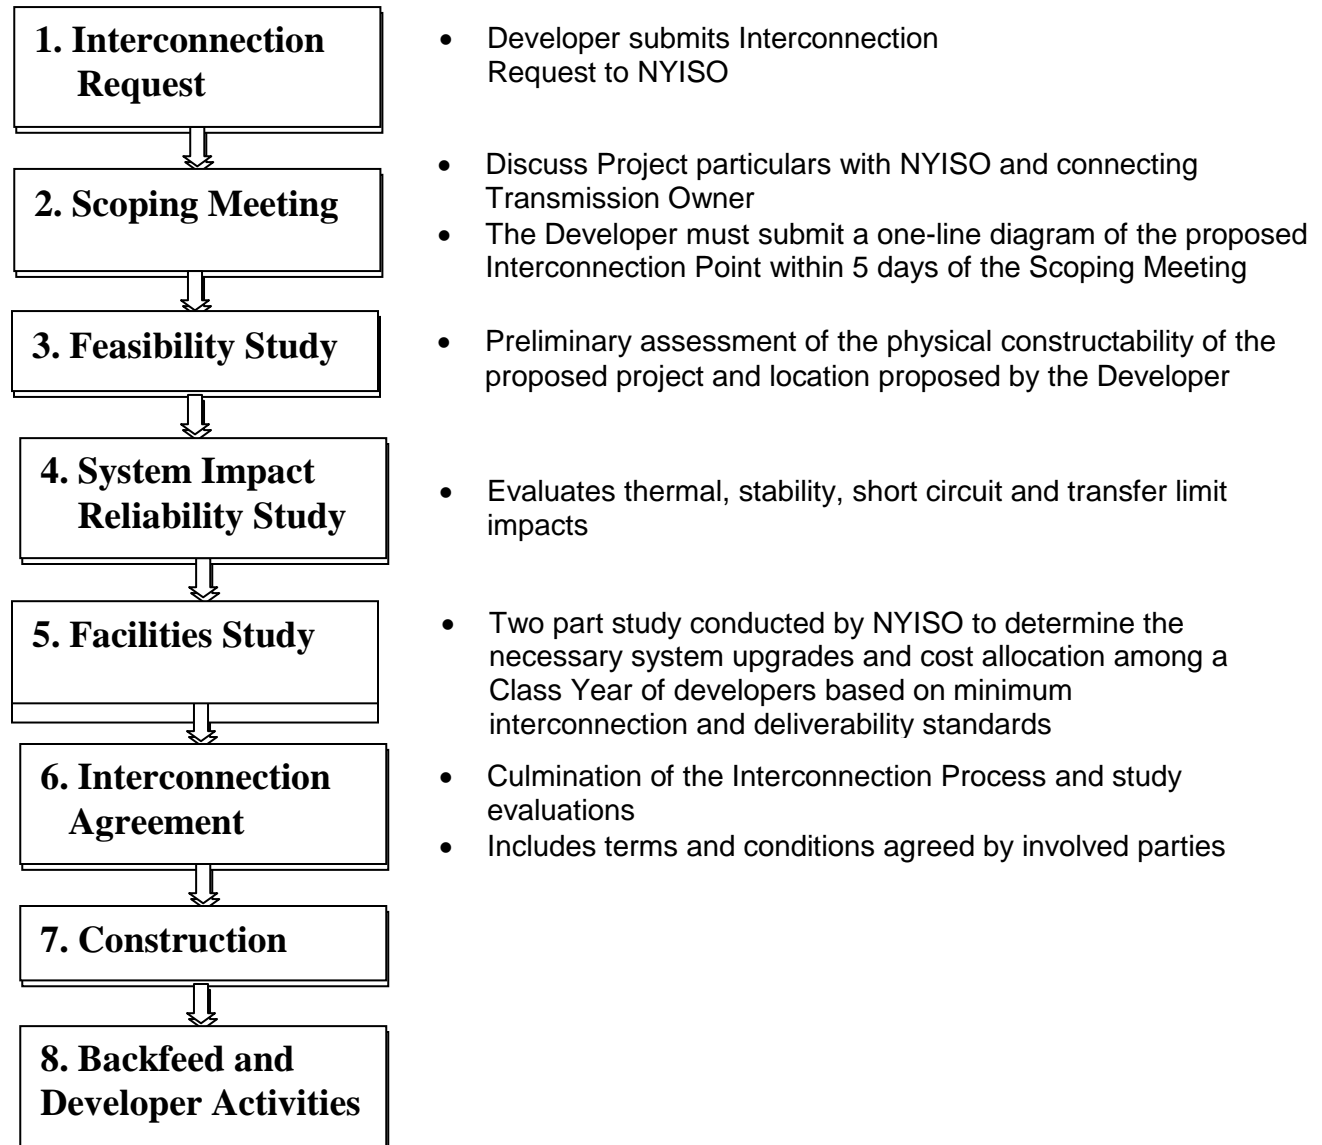 1. Interconnection
Request
• Developer submits Interconnection
Request to NYISO
2. Scoping Meeting
• Discuss Project particulars with NYISO and connecting
Transmission Owner
• The Developer must submit a one-line diagram of the proposed
Interconnection Point within 5 days of the Scoping Meeting
3. Feasibility Study
• Preliminary assessment of the physical constructability of the
proposed project and location proposed by the Developer
4. System Impact
Reliability Study
• Evaluates thermal, stability, short circuit and transfer limit
impacts
5. Facilities Study
• Two part study conducted by NYISO to determine the
necessary system upgrades and cost allocation among a
Class Year of developers based on minimum
interconnection and deliverability standards
6. Interconnection
Agreement
• Culmination of the Interconnection Process and study
evaluations
• Includes terms and conditions agreed by involved parties
7. Construction
8. Backfeed and
Developer Activities